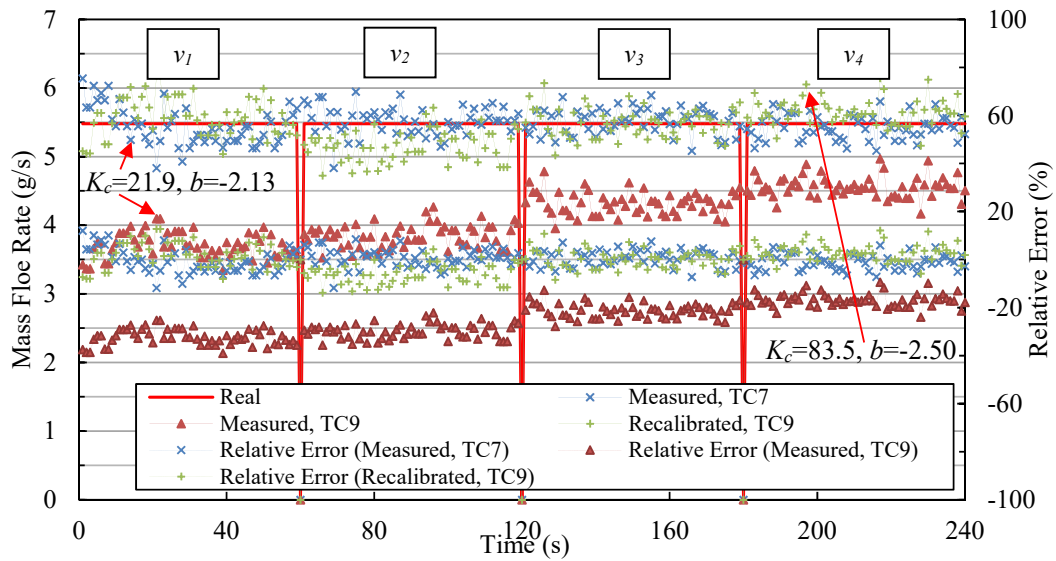 7
6
5
4
3
2
1
0
Mass Floe Rate (g/s)
100
60
20
-20
-60
-100
Relative Error (%)
v1
v2
v3
v4
Kc=21.9, b=-2.13
Kc=83.5, b=-2.50
Real
Measured, TC7
Measured, TC9
Recalibrated, TC9
Relative Error (Measured, TC7)
Relative Error (Measured, TC9)
Relative Error (Recalibrated, TC9)
0 40 80 120 160 200 240
Time (s)